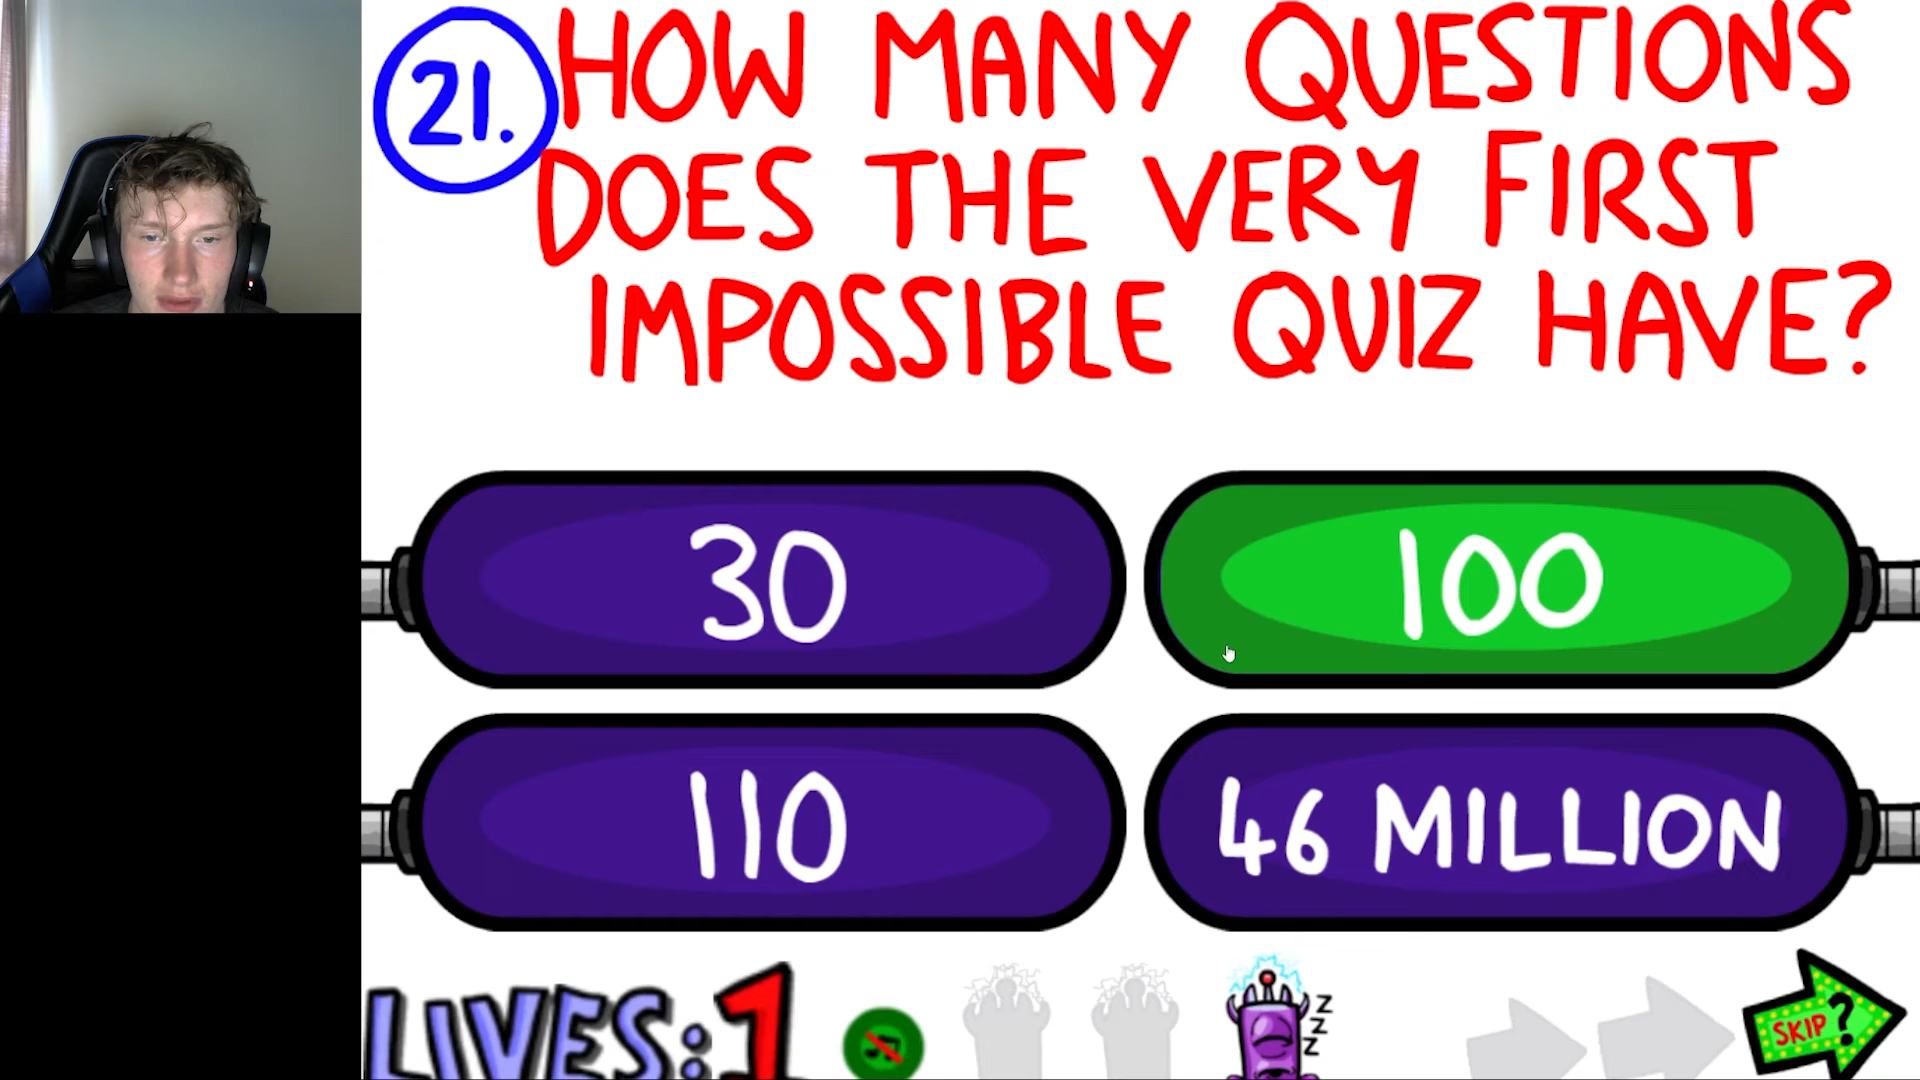 21. HOW MANY QUESTIONS
DOES THE VERY FIRST
IMPOSSIBLE QUIZ HAVE?
30
100
110
46 MILLION
LIVES: 1
Z
Z
Z
SKIP?